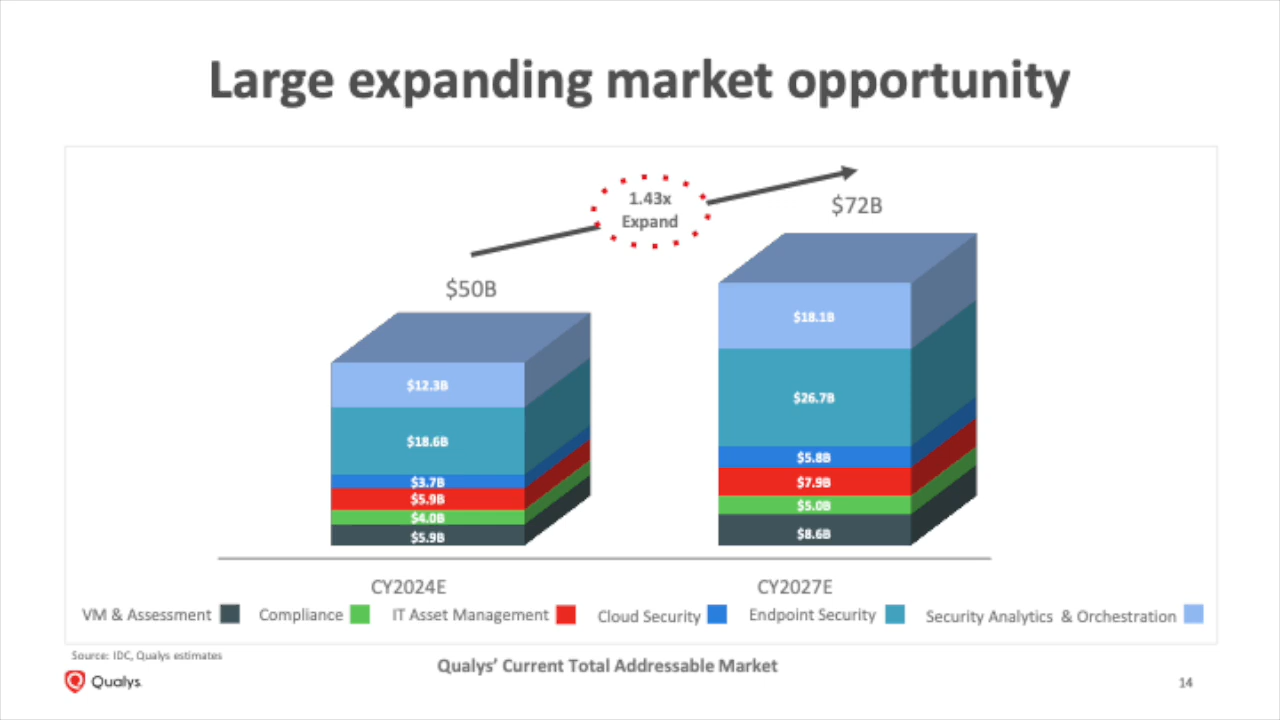 Large expanding market opportunity
1.43x
Expand
$72B
$50B
$18.1B
$12.3B
$26.7B
$18.6B
$5.8B
$3.7B
$7.9B
$5.9B
$5.0B
$4.0B
$8.6B
$5.9B
CY2024E CY2027E
VM & Assessment Compliance IT Asset Management Cloud Security Endpoint Security Security Analytics & Orchestration
Source: IDC, Qualys estimates
Qualys’ Current Total Addressable Market
Qualys.
14